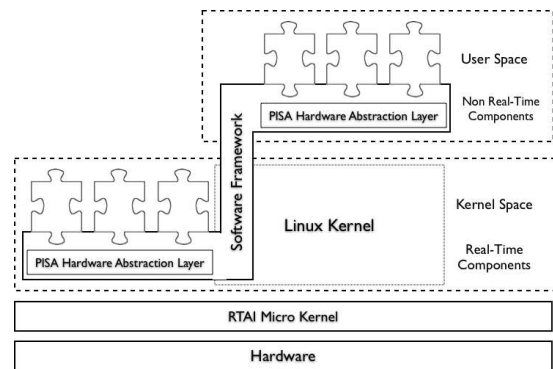 User Space
Non Real-Time
Components
PISA Hardware Abstraction Layer
Software Framework
Linux Kernel
Kernel Space
Real-Time
Components
PISA Hardware Abstraction Layer
RTAI Micro Kernel
Hardware